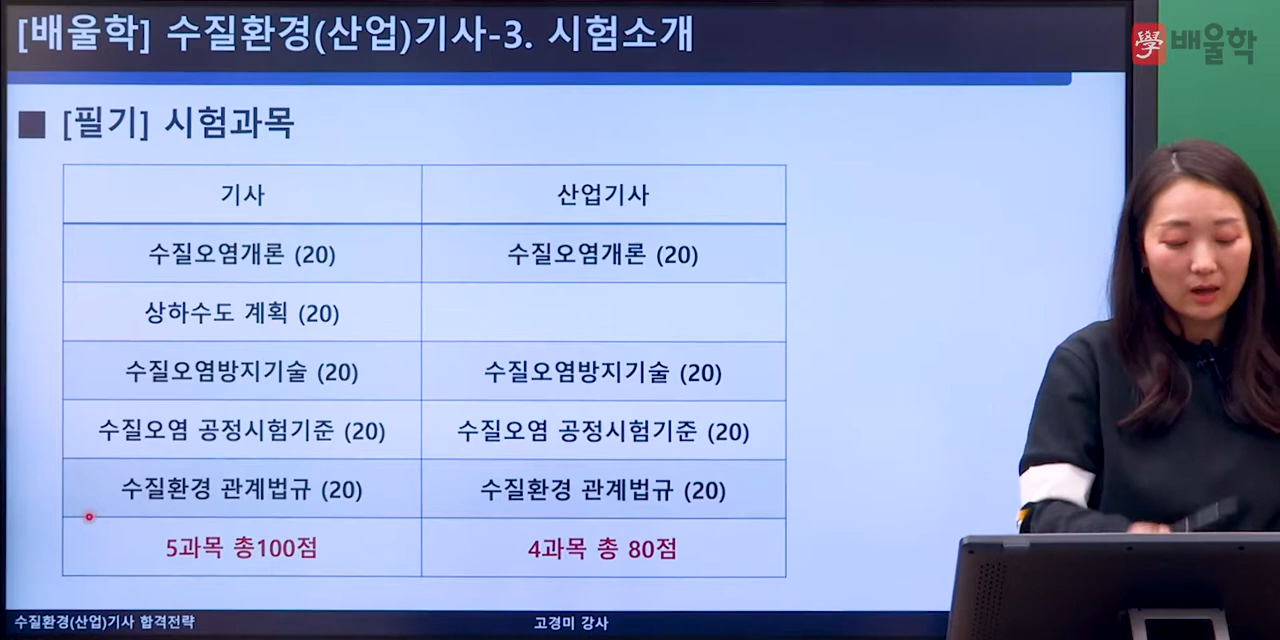 [배울학] 수질환경(산업)기사-3. 시험소개
學 배울학
■ [필기] 시험과목
기사 산업기사
수질오염개론 (20) 수질오염개론 (20)
상하수도 계획 (20)
수질오염방지기술 (20) 수질오염방지기술 (20)
수질오염 공정시험기준 (20) 수질오염 공정시험기준 (20)
수질환경 관계법규 (20) 수질환경 관계법규 (20)
5과목 총100점 4과목 총 80점
수질환경(산업)기사 합격전략 고경미 강사